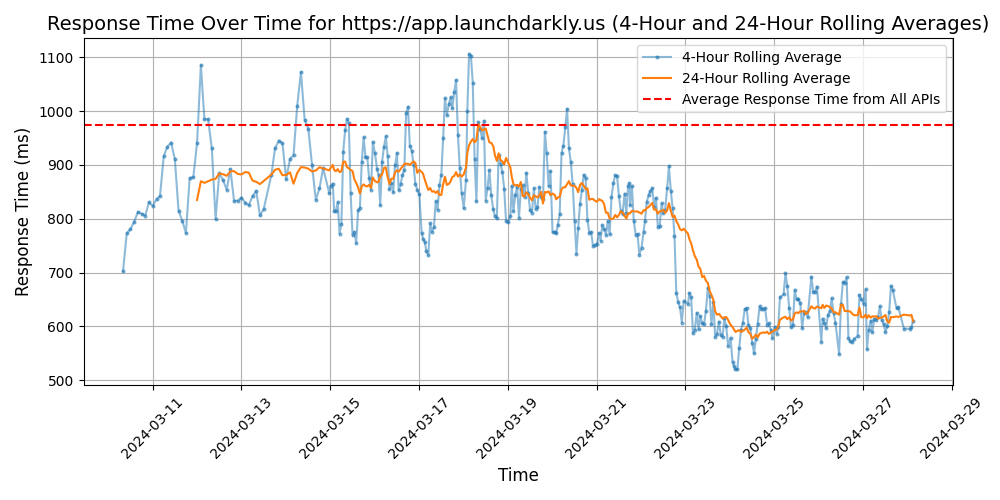 Response Time Over Time for https://app.launchdarkly.us (4-Hour and 24-Hour Rolling Averages)
4-Hour Rolling Average
24-Hour Rolling Average
Average Response Time from All APIs
Response Time (ms)
1100
1000
900
800
700
600
500
2024-03-11
2024-03-13
2024-03-15
2024-03-17
2024-03-19
2024-03-21
2024-03-23
2024-03-25
2024-03-27
2024-03-29
Time